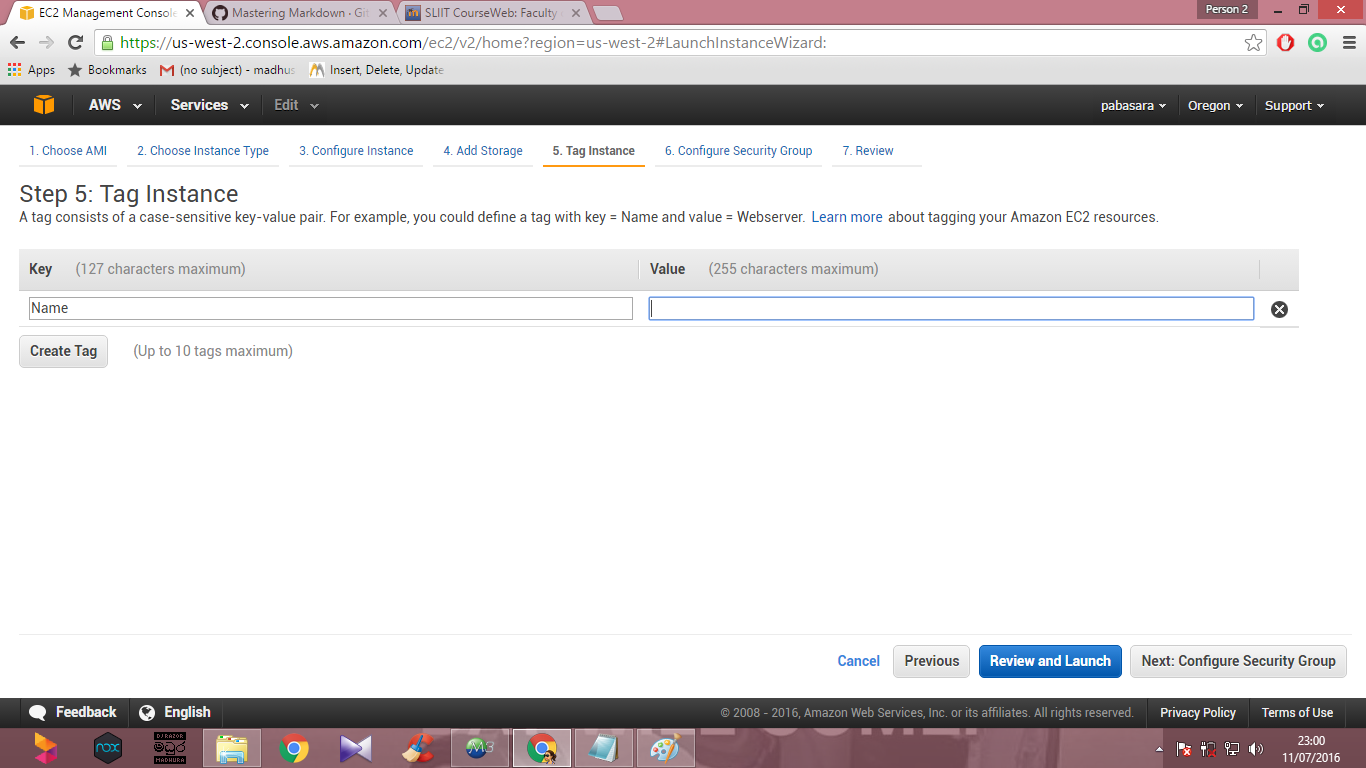 EC2 Management Console
Mastering Markdown · Git
SLIIT CourseWeb: Faculty
Person 2
https://us-west-2.console.aws.amazon.com/ec2/v2/home?region=us-west-2#LaunchInstanceWizard:
Apps
Bookmarks
(no subject) - madhus
Insert, Delete, Update
AWS
Services
Edit
pabasara
Oregon
Support
1. Choose AMI
2. Choose Instance Type
3. Configure Instance
4. Add Storage
5. Tag Instance
6. Configure Security Group
7. Review
Step 5: Tag Instance
A tag consists of a case-sensitive key-value pair. For example, you could define a tag with key = Name and value = Webserver. Learn more about tagging your Amazon EC2 resources.
Key (127 characters maximum)
Value (255 characters maximum)
Name
Create Tag
(Up to 10 tags maximum)
Cancel
Previous
Review and Launch
Next: Configure Security Group
Feedback
English
© 2008 - 2016, Amazon Web Services, Inc. or its affiliates. All rights reserved.
Privacy Policy
Terms of Use
nox
DJ RAZOR
MADHURA
M3
23:00
11/07/2016